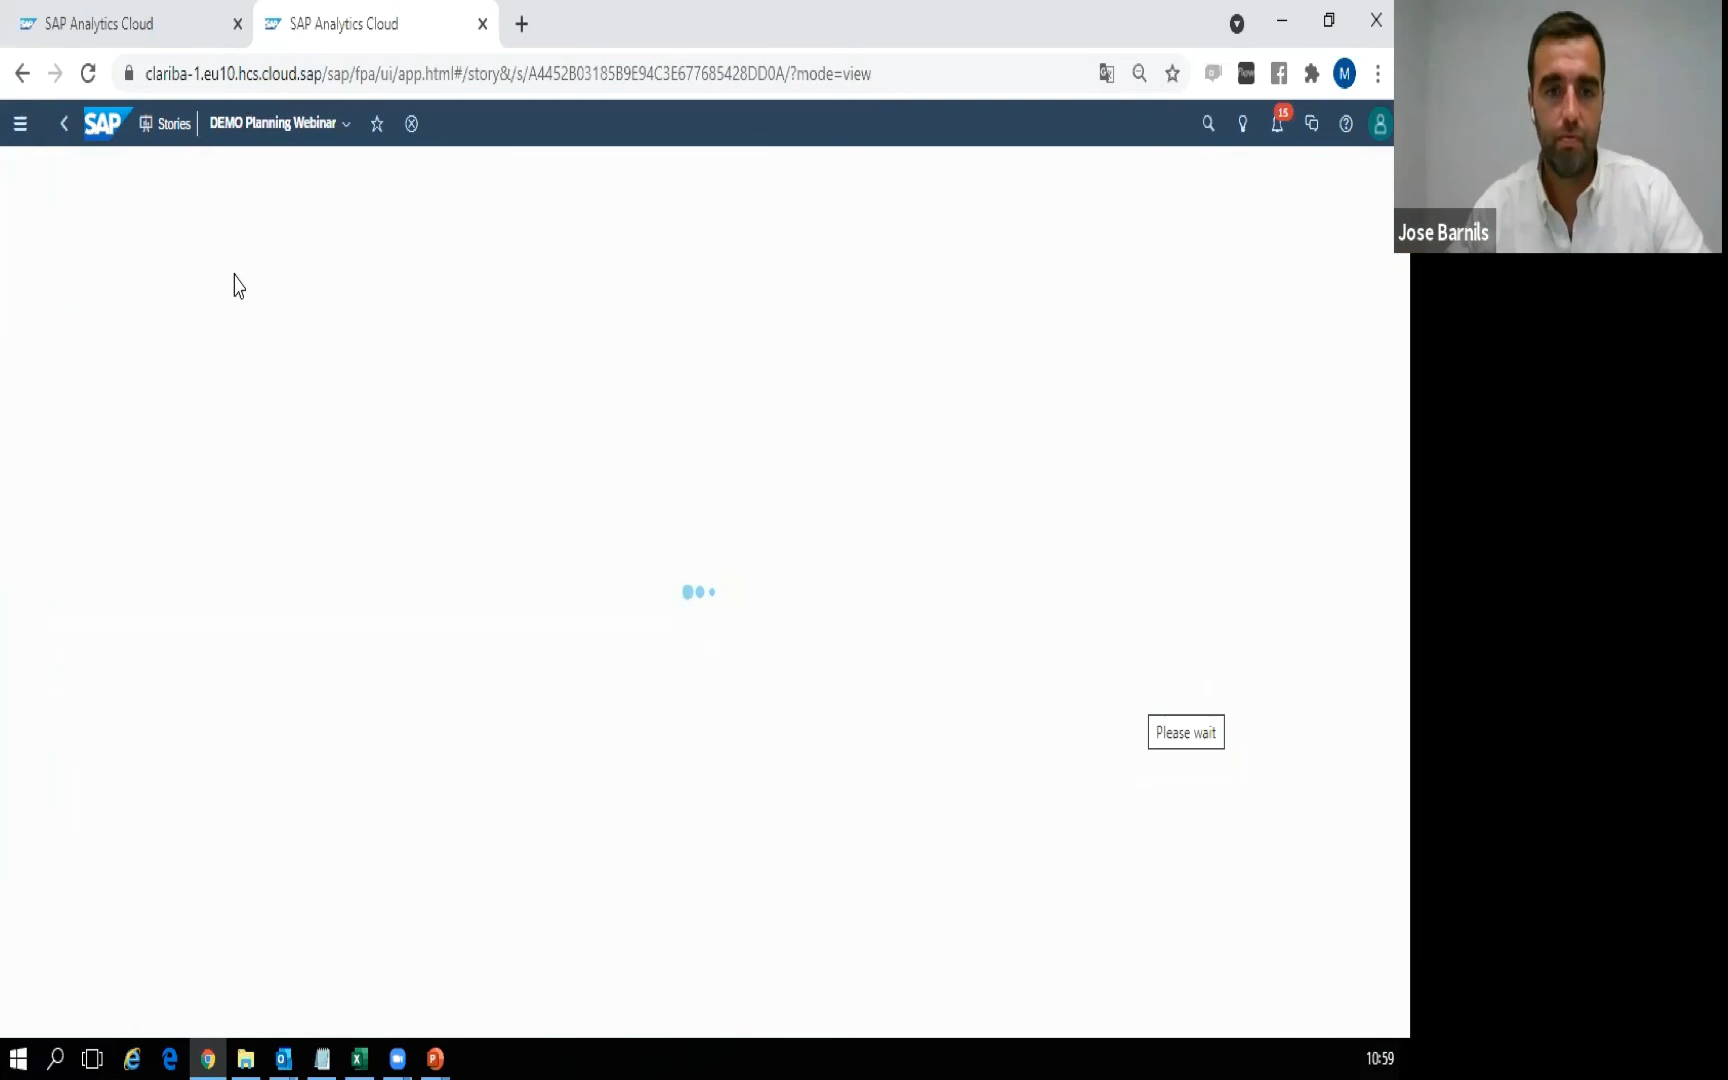 SAP Analytics Cloud
SAP Analytics Cloud
clariba-1.eu10.hcs.cloud.sap/sap/fpa/ui/app.html#/story&/s/A4452B03185B9E94C3E677685428DD0A/?mode=view
M
SAP Stories DEMO Planning Webinar
15
Jose Barnils
Please wait
10:59